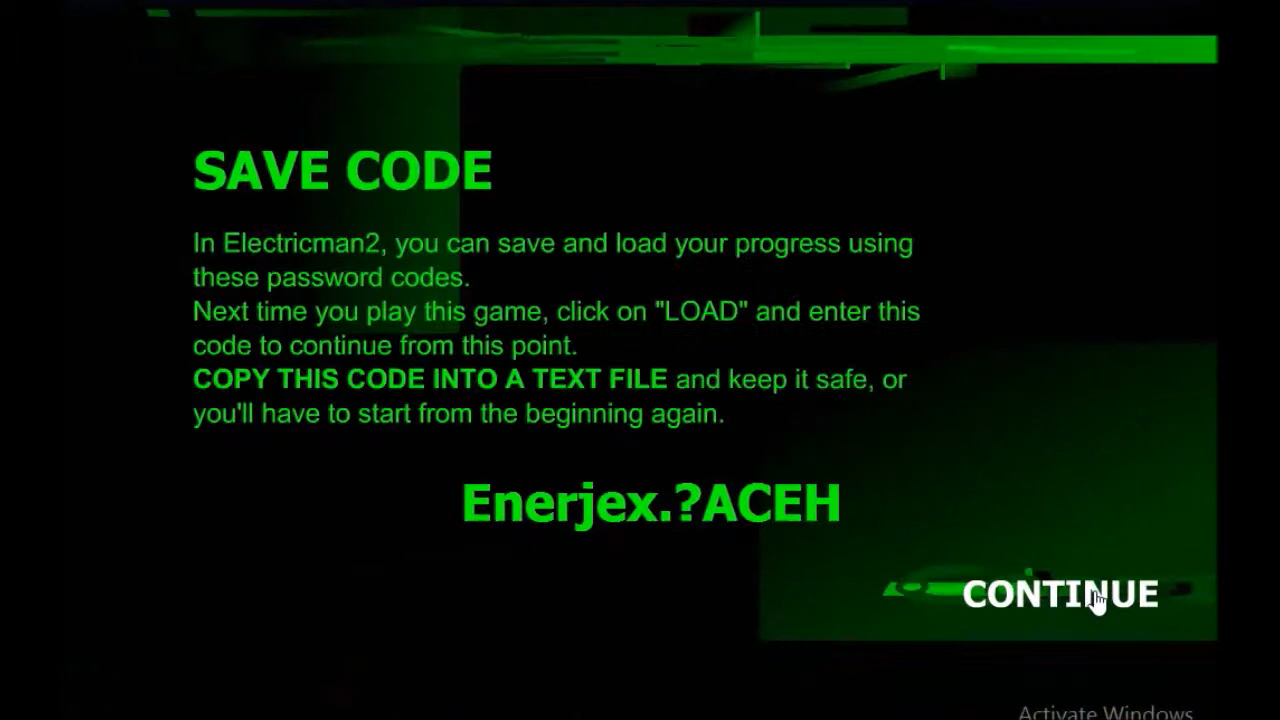 SAVE CODE
In Electricman2, you can save and load your progress using
these password codes.
Next time you play this game, click on "LOAD" and enter this
code to continue from this point.
COPY THIS CODE INTO A TEXT FILE and keep it safe, or
you'll have to start from the beginning again.
Enerjex.?ACEH
CONTINUE
Activate Windows